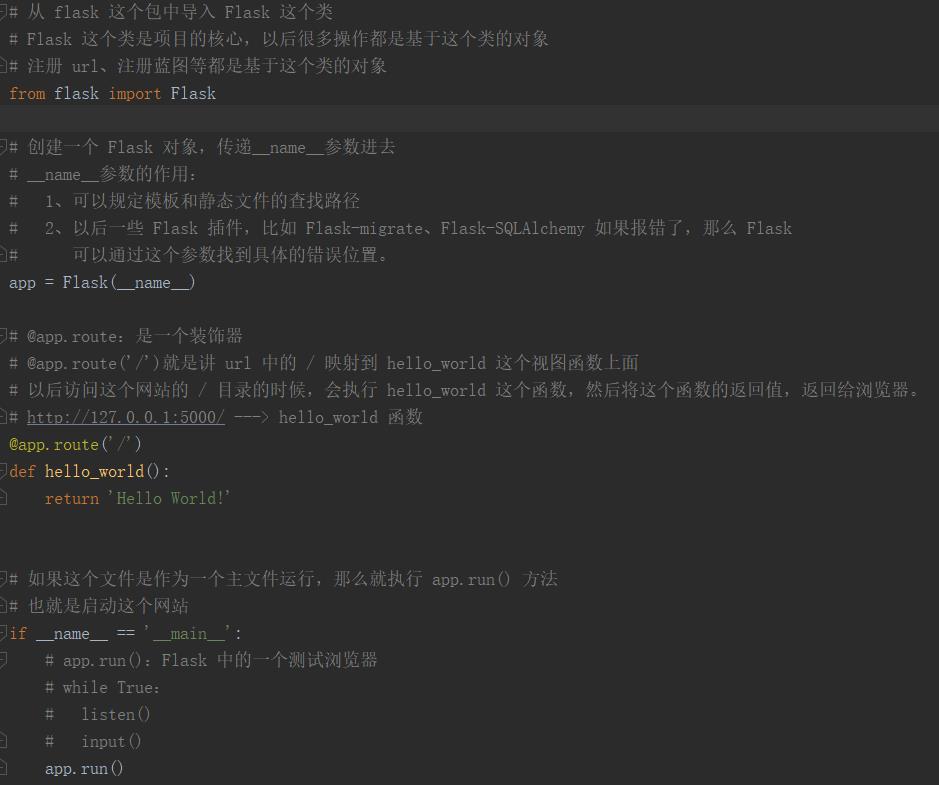 # 从 flask 这个包中导入 Flask 这个类
# Flask 这个类是项目的核心，以后很多操作都是基于这个类的对象
# 注册 url、注册蓝图等都是基于这个类的对象
from flask import Flask
# 创建一个 Flask 对象，传递__name__参数进去
# __name__参数的作用：
#   1、可以规定模板和静态文件的查找路径
#   2、以后一些 Flask 插件，比如 Flask-migrate、Flask-SQLAlchemy 如果报错了，那么 Flask
#      可以通过这个参数找到具体的错误位置。
app = Flask(__name__)
# @app.route：是一个装饰器
# @app.route('/')就是讲 url 中的 / 映射到 hello_world 这个视图函数上面
# 以后访问这个网站的 / 目录的时候，会执行 hello_world 这个函数，然后将这个函数的返回值，返回给浏览器。
# http://127.0.0.1:5000/ ---> hello_world 函数
@app.route('/')
def hello_world():
    return 'Hello World!'
# 如果这个文件是作为一个主文件运行，那么就执行 app.run() 方法
# 也就是启动这个网站
if __name__ == '__main__':
    # app.run()：Flask 中的一个测试浏览器
    # while True：
    #   listen()
    #   input()
    app.run()